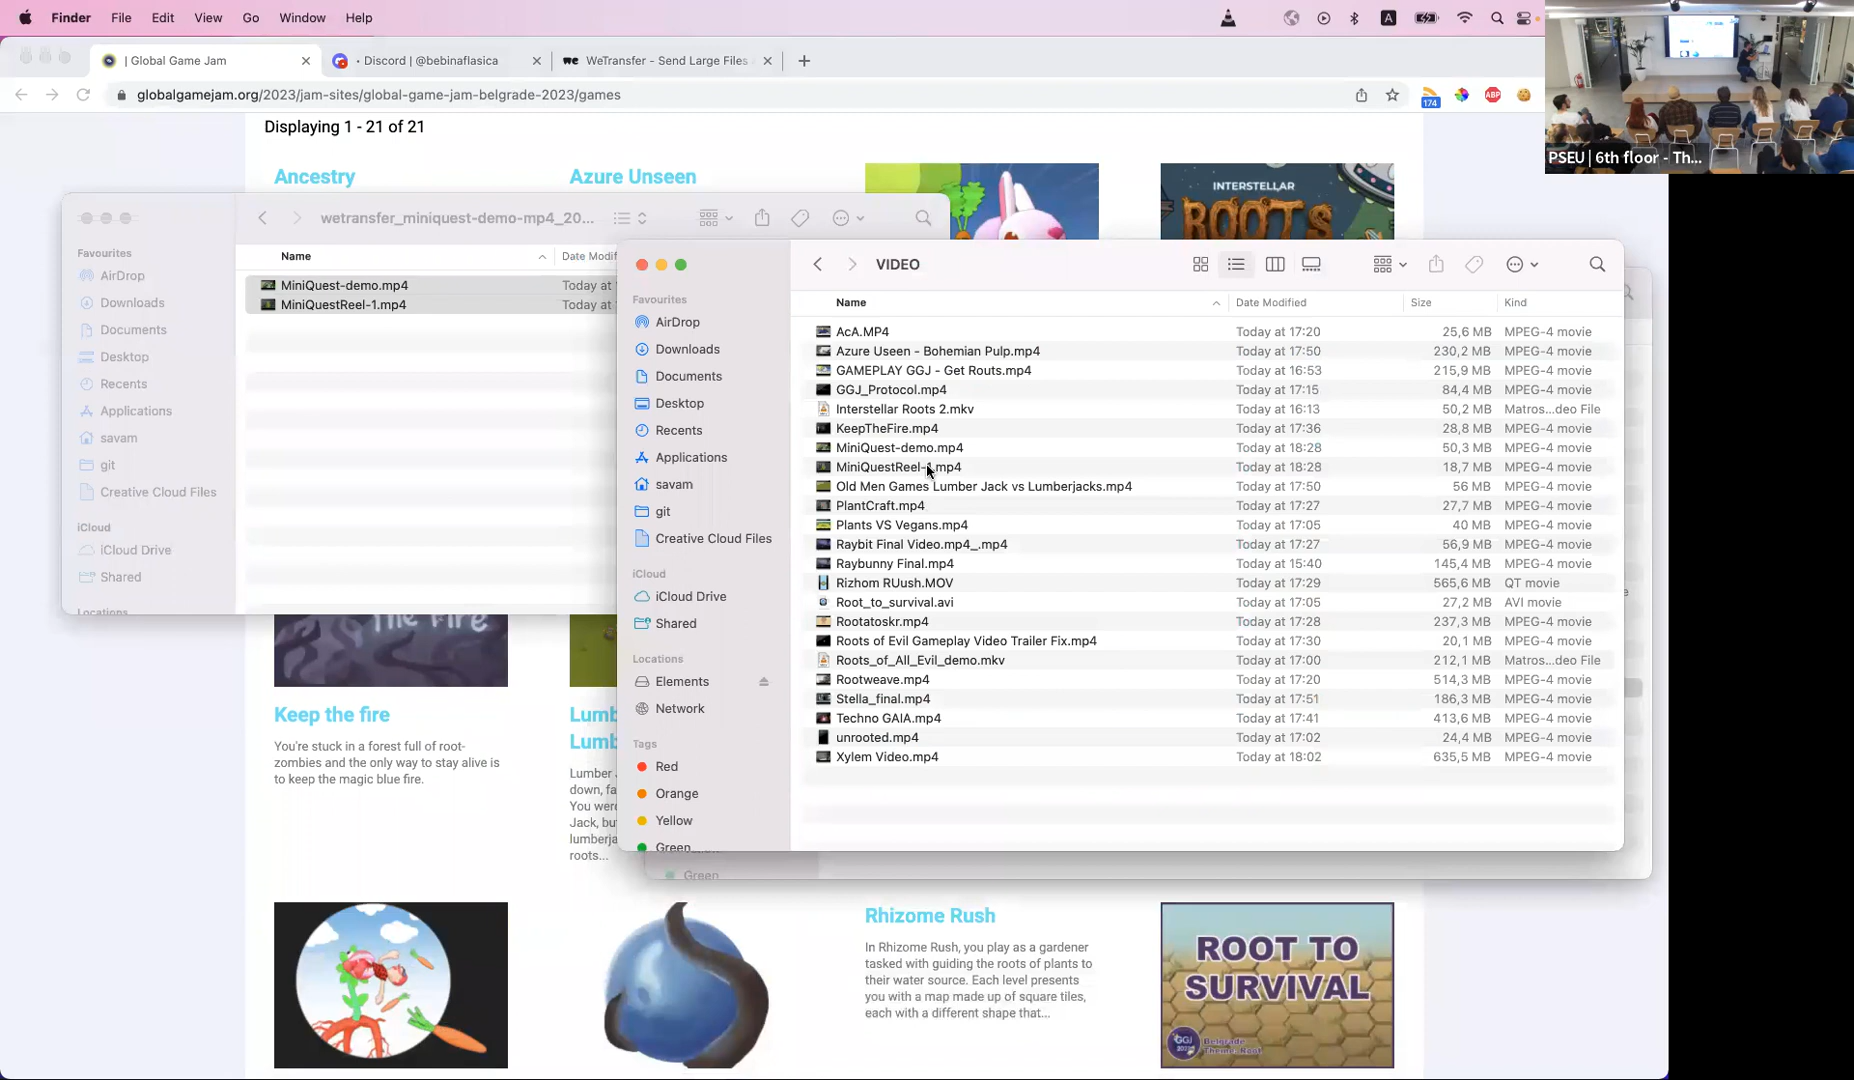 Finder File Edit View Go Window Help
A
| Global Game Jam
• Discord | @bebinaflasica
we WeTransfer - Send Large Files
globalgamejam.org/2023/jam-sites/global-game-jam-belgrade-2023/games
174
ABP
PSEU | 6th floor - Th...
Displaying 1 - 21 of 21
Ancestry
Azure Unseen
INTERSTELLAR
ROOTS
wetransfer_miniquest-demo-mp4_20...
Favourites
AirDrop
Downloads
Documents
Desktop
Recents
Applications
savam
git
Creative Cloud Files
iCloud
iCloud Drive
Shared
Locations
Name Date Modif
MiniQuest-demo.mp4 Today at
MiniQuestReel-1.mp4 Today at
VIDEO
Favourites
AirDrop
Downloads
Documents
Desktop
Recents
Applications
savam
git
Creative Cloud Files
iCloud
iCloud Drive
Shared
Locations
Elements
Network
Tags
Red
Orange
Yellow
Green
Name Date Modified Size Kind
AcA.MP4 Today at 17:20 25,6 MB MPEG-4 movie
Azure Useen - Bohemian Pulp.mp4 Today at 17:50 230,2 MB MPEG-4 movie
GAMEPLAY GGJ - Get Routs.mp4 Today at 16:53 215,9 MB MPEG-4 movie
GGJ_Protocol.mp4 Today at 17:15 84,4 MB MPEG-4 movie
Interstellar Roots 2.mkv Today at 16:13 50,2 MB Matros...deo File
KeepTheFire.mp4 Today at 17:36 28,8 MB MPEG-4 movie
MiniQuest-demo.mp4 Today at 18:28 50,3 MB MPEG-4 movie
MiniQuestReel-1.mp4 Today at 18:28 18,7 MB MPEG-4 movie
Old Men Games Lumber Jack vs Lumberjacks.mp4 Today at 17:50 56 MB MPEG-4 movie
PlantCraft.mp4 Today at 17:27 27,7 MB MPEG-4 movie
Plants VS Vegans.mp4 Today at 17:05 40 MB MPEG-4 movie
Raybit Final Video.mp4_.mp4 Today at 17:27 56,9 MB MPEG-4 movie
Raybunny Final.mp4 Today at 15:40 145,4 MB MPEG-4 movie
Rizhom RUush.MOV Today at 17:29 565,6 MB QT movie
Root_to_survival.avi Today at 17:05 27,2 MB AVI movie
Rootatoskr.mp4 Today at 17:28 237,3 MB MPEG-4 movie
Roots of Evil Gameplay Video Trailer Fix.mp4 Today at 17:30 20,1 MB MPEG-4 movie
Roots_of_All_Evil_demo.mkv Today at 17:00 212,1 MB Matros...deo File
Rootweave.mp4 Today at 17:20 514,3 MB MPEG-4 movie
Stella_final.mp4 Today at 17:51 186,3 MB MPEG-4 movie
Techno GAIA.mp4 Today at 17:41 413,6 MB MPEG-4 movie
unrooted.mp4 Today at 17:02 24,4 MB MPEG-4 movie
Xylem Video.mp4 Today at 18:02 635,5 MB MPEG-4 movie
Green
The Fire
Keep the fire
You're stuck in a forest full of root-
zombies and the only way to stay alive is
to keep the magic blue fire.
Lumb
Lumb
Lumber
down, fa
You were
Jack, bu
lumberja
roots...
Rhizome Rush
In Rhizome Rush, you play as a gardener
tasked with guiding the roots of plants to
their water source. Each level presents
you with a map made up of square tiles,
each with a different shape that...
ROOT TO
SURVIVAL
GGJ
Belgrade
Theme: Root